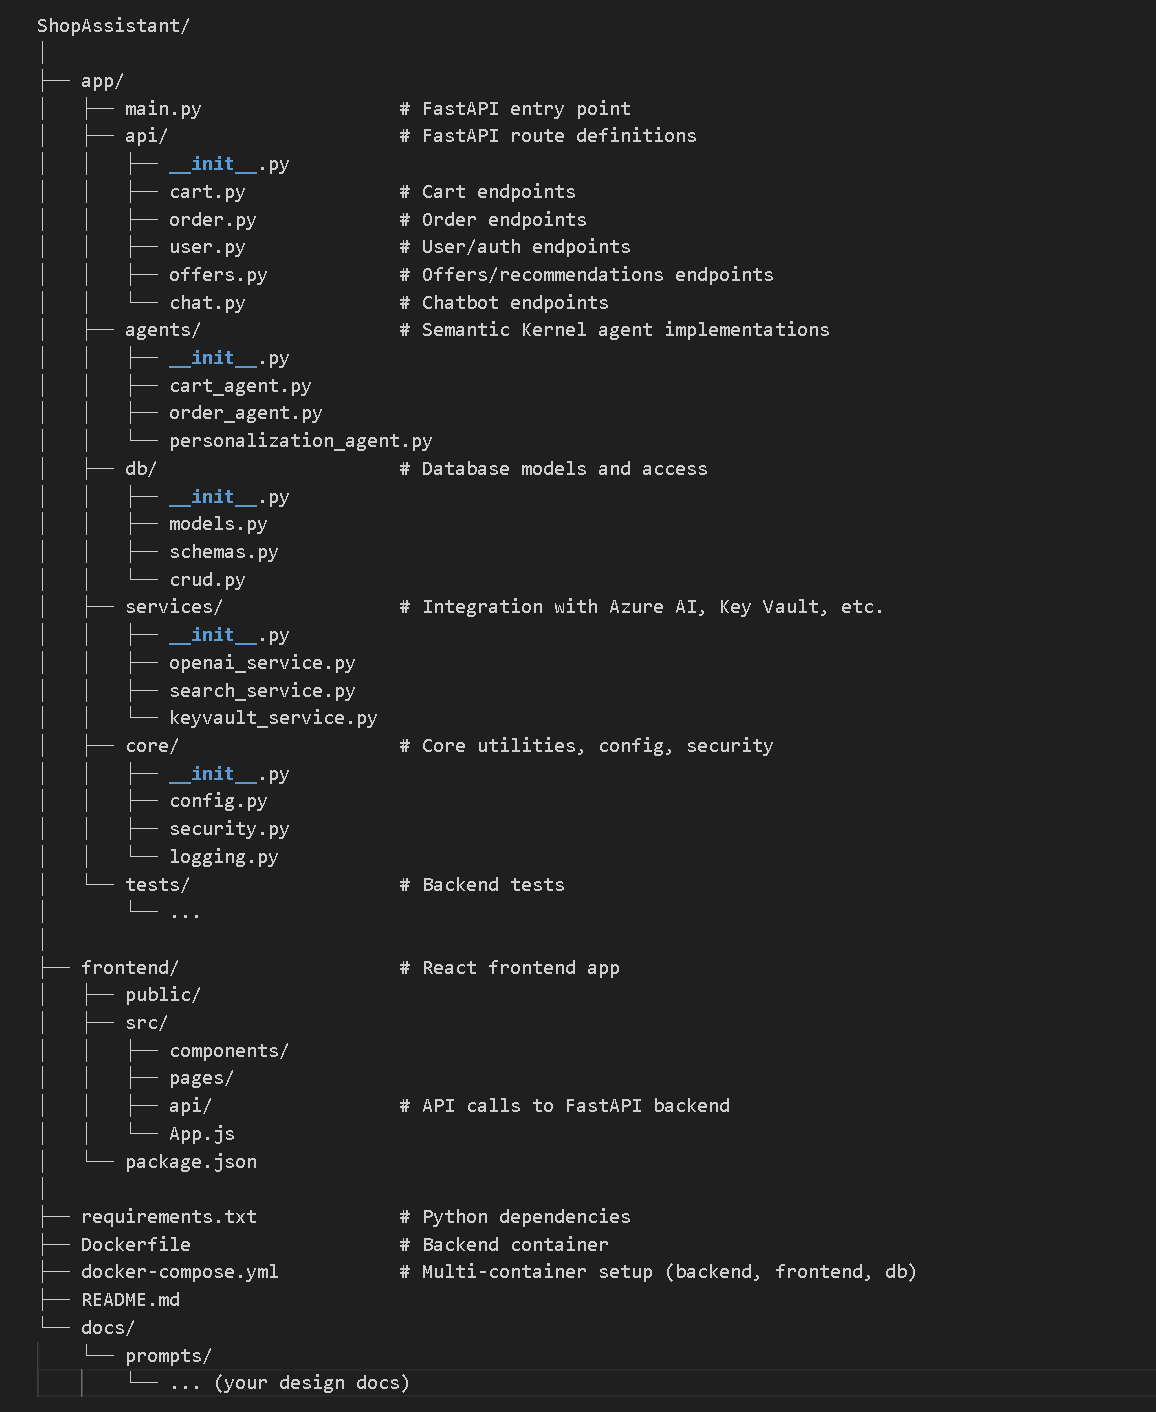 ShopAssistant/
│
├── app/
│   ├── main.py                  # FastAPI entry point
│   ├── api/                     # FastAPI route definitions
│   │   ├── __init__.py
│   │   ├── cart.py              # Cart endpoints
│   │   ├── order.py             # Order endpoints
│   │   ├── user.py              # User/auth endpoints
│   │   ├── offers.py            # Offers/recommendations endpoints
│   │   └── chat.py              # Chatbot endpoints
│   ├── agents/                  # Semantic Kernel agent implementations
│   │   ├── __init__.py
│   │   ├── cart_agent.py
│   │   ├── order_agent.py
│   │   └── personalization_agent.py
│   ├── db/                      # Database models and access
│   │   ├── __init__.py
│   │   ├── models.py
│   │   ├── schemas.py
│   │   └── crud.py
│   ├── services/                # Integration with Azure AI, Key Vault, etc.
│   │   ├── __init__.py
│   │   ├── openai_service.py
│   │   ├── search_service.py
│   │   └── keyvault_service.py
│   ├── core/                    # Core utilities, config, security
│   │   ├── __init__.py
│   │   ├── config.py
│   │   ├── security.py
│   │   └── logging.py
│   └── tests/                   # Backend tests
│       └── ...
│
├── frontend/                    # React frontend app
│   ├── public/
│   ├── src/
│   │   ├── components/
│   │   ├── pages/
│   │   ├── api/                 # API calls to FastAPI backend
│   │   └── App.js
│   └── package.json
│
├── requirements.txt             # Python dependencies
├── Dockerfile                   # Backend container
├── docker-compose.yml           # Multi-container setup (backend, frontend, db)
├── README.md
└── docs/
    └── prompts/
        └── ... (your design docs)